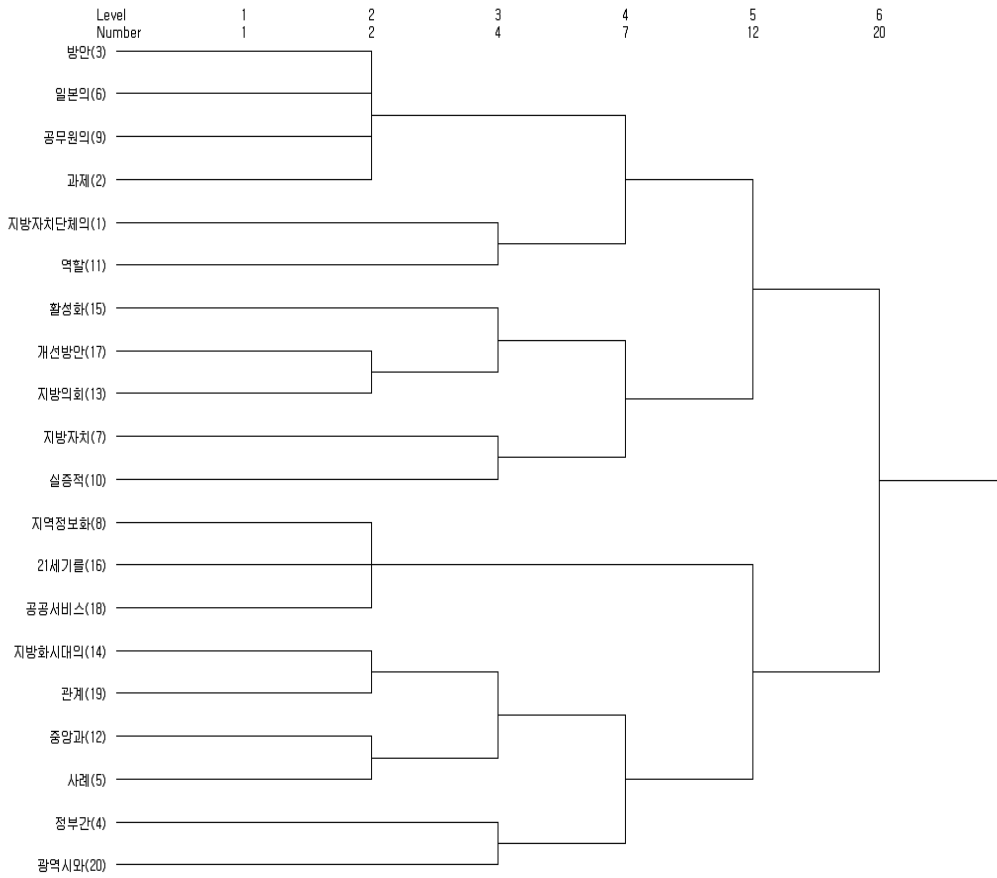 Level 1 2 3 4 5 6
Number 1 2 4 7 12 20
방안(3)
일본의(6)
공무원의(9)
과제(2)
지방자치단체의(1)
역할(11)
활성화(15)
개선방안(17)
지방의회(13)
지방자치(7)
실증적(10)
지역정보화(8)
21세기를(16)
공공서비스(18)
지방화시대의(14)
관계(19)
중앙과(12)
사례(5)
정부간(4)
광역시와(20)